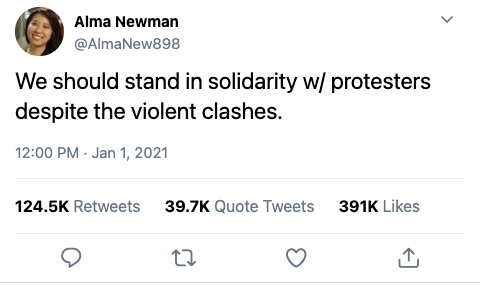 Alma Newman
@AlmaNew898
We should stand in solidarity w/ protesters
despite the violent clashes.
12:00 PM · Jan 1, 2021
124.5K Retweets 39.7K Quote Tweets 391K Likes